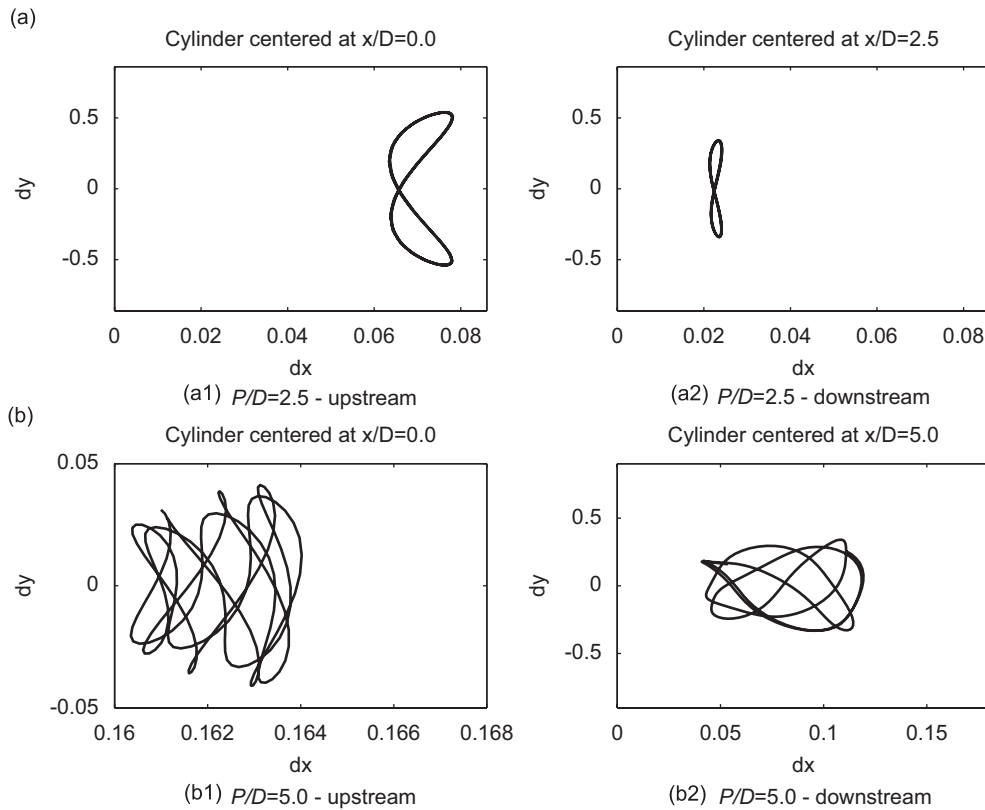 (a)
Cylinder centered at x/D=0.0
Cylinder centered at x/D=2.5
0.5
0
-0.5
dy
0
0.02
0.04
0.06
0.08
dx
0.5
0
-0.5
dy
0
0.02
0.04
0.06
0.08
dx
(a1) P/D=2.5 - upstream
(a2) P/D=2.5 - downstream
(b)
Cylinder centered at x/D=0.0
Cylinder centered at x/D=5.0
0.05
0
-0.05
dy
0.16
0.162
0.164
0.166
0.168
dx
0.5
0
-0.5
dy
0
0.05
0.1
0.15
dx
(b1) P/D=5.0 - upstream
(b2) P/D=5.0 - downstream